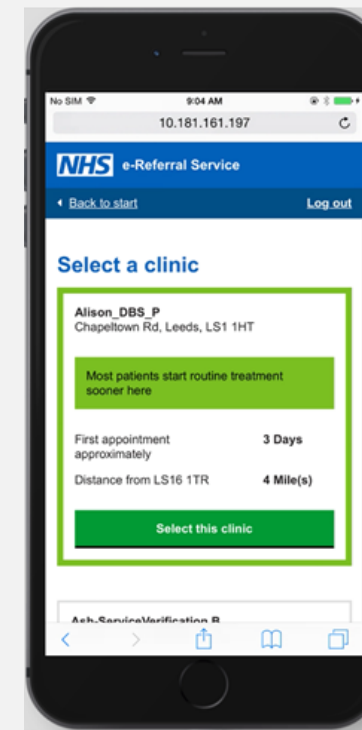 No SIM 9:04 AM
10.181.161.197
NHS e-Referral Service
Back to start Log out
Select a clinic
Alison_DBS_P
Chapeltown Rd, Leeds, LS1 1HT
Most patients start routine treatment
sooner here
First appointment 3 Days
approximately
Distance from LS16 1TR 4 Mile(s)
Select this clinic
Ash-ServiceVerification B